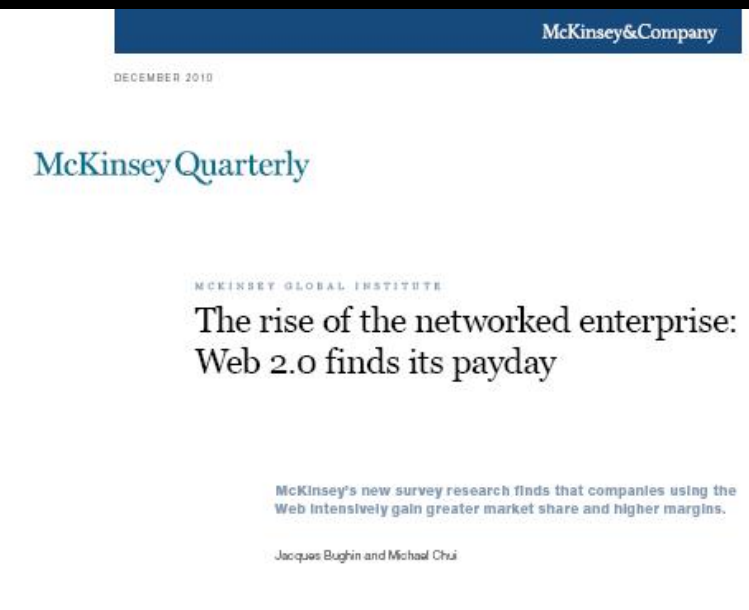 McKinsey&Company
DECEMBER 2010
McKinsey Quarterly
MCKINSEY GLOBAL INSTITUTE
The rise of the networked enterprise:
Web 2.0 finds its payday
McKinsey's new survey research finds that companies using the
Web intensively gain greater market share and higher margins.
Jacques Bughin and Michael Chui